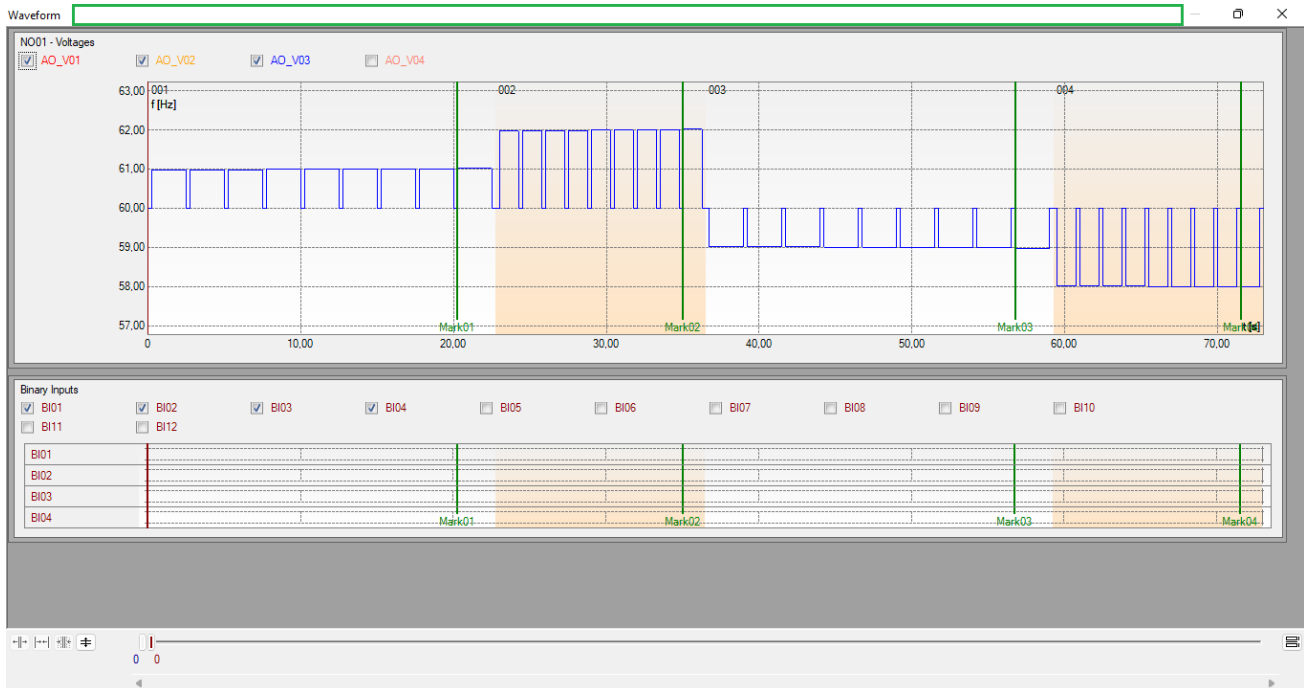 Waveform
NO01 - Voltages
AO_V01 AO_V02 AO_V03 AO_V04
63,00 001 002 003 004
f [Hz]
62,00
61,00
60,00
59,00
58,00
57,00 Mark01 Mark02 Mark03 t [s]
0 10,00 20,00 30,00 40,00 50,00 60,00 70,00
Binary Inputs
BI01 BI02 BI03 BI04 BI05 BI06 BI07 BI08 BI09 BI10
BI11 BI12
BI01
BI02
BI03
BI04 Mark01 Mark02 Mark03 Mark04
0 0